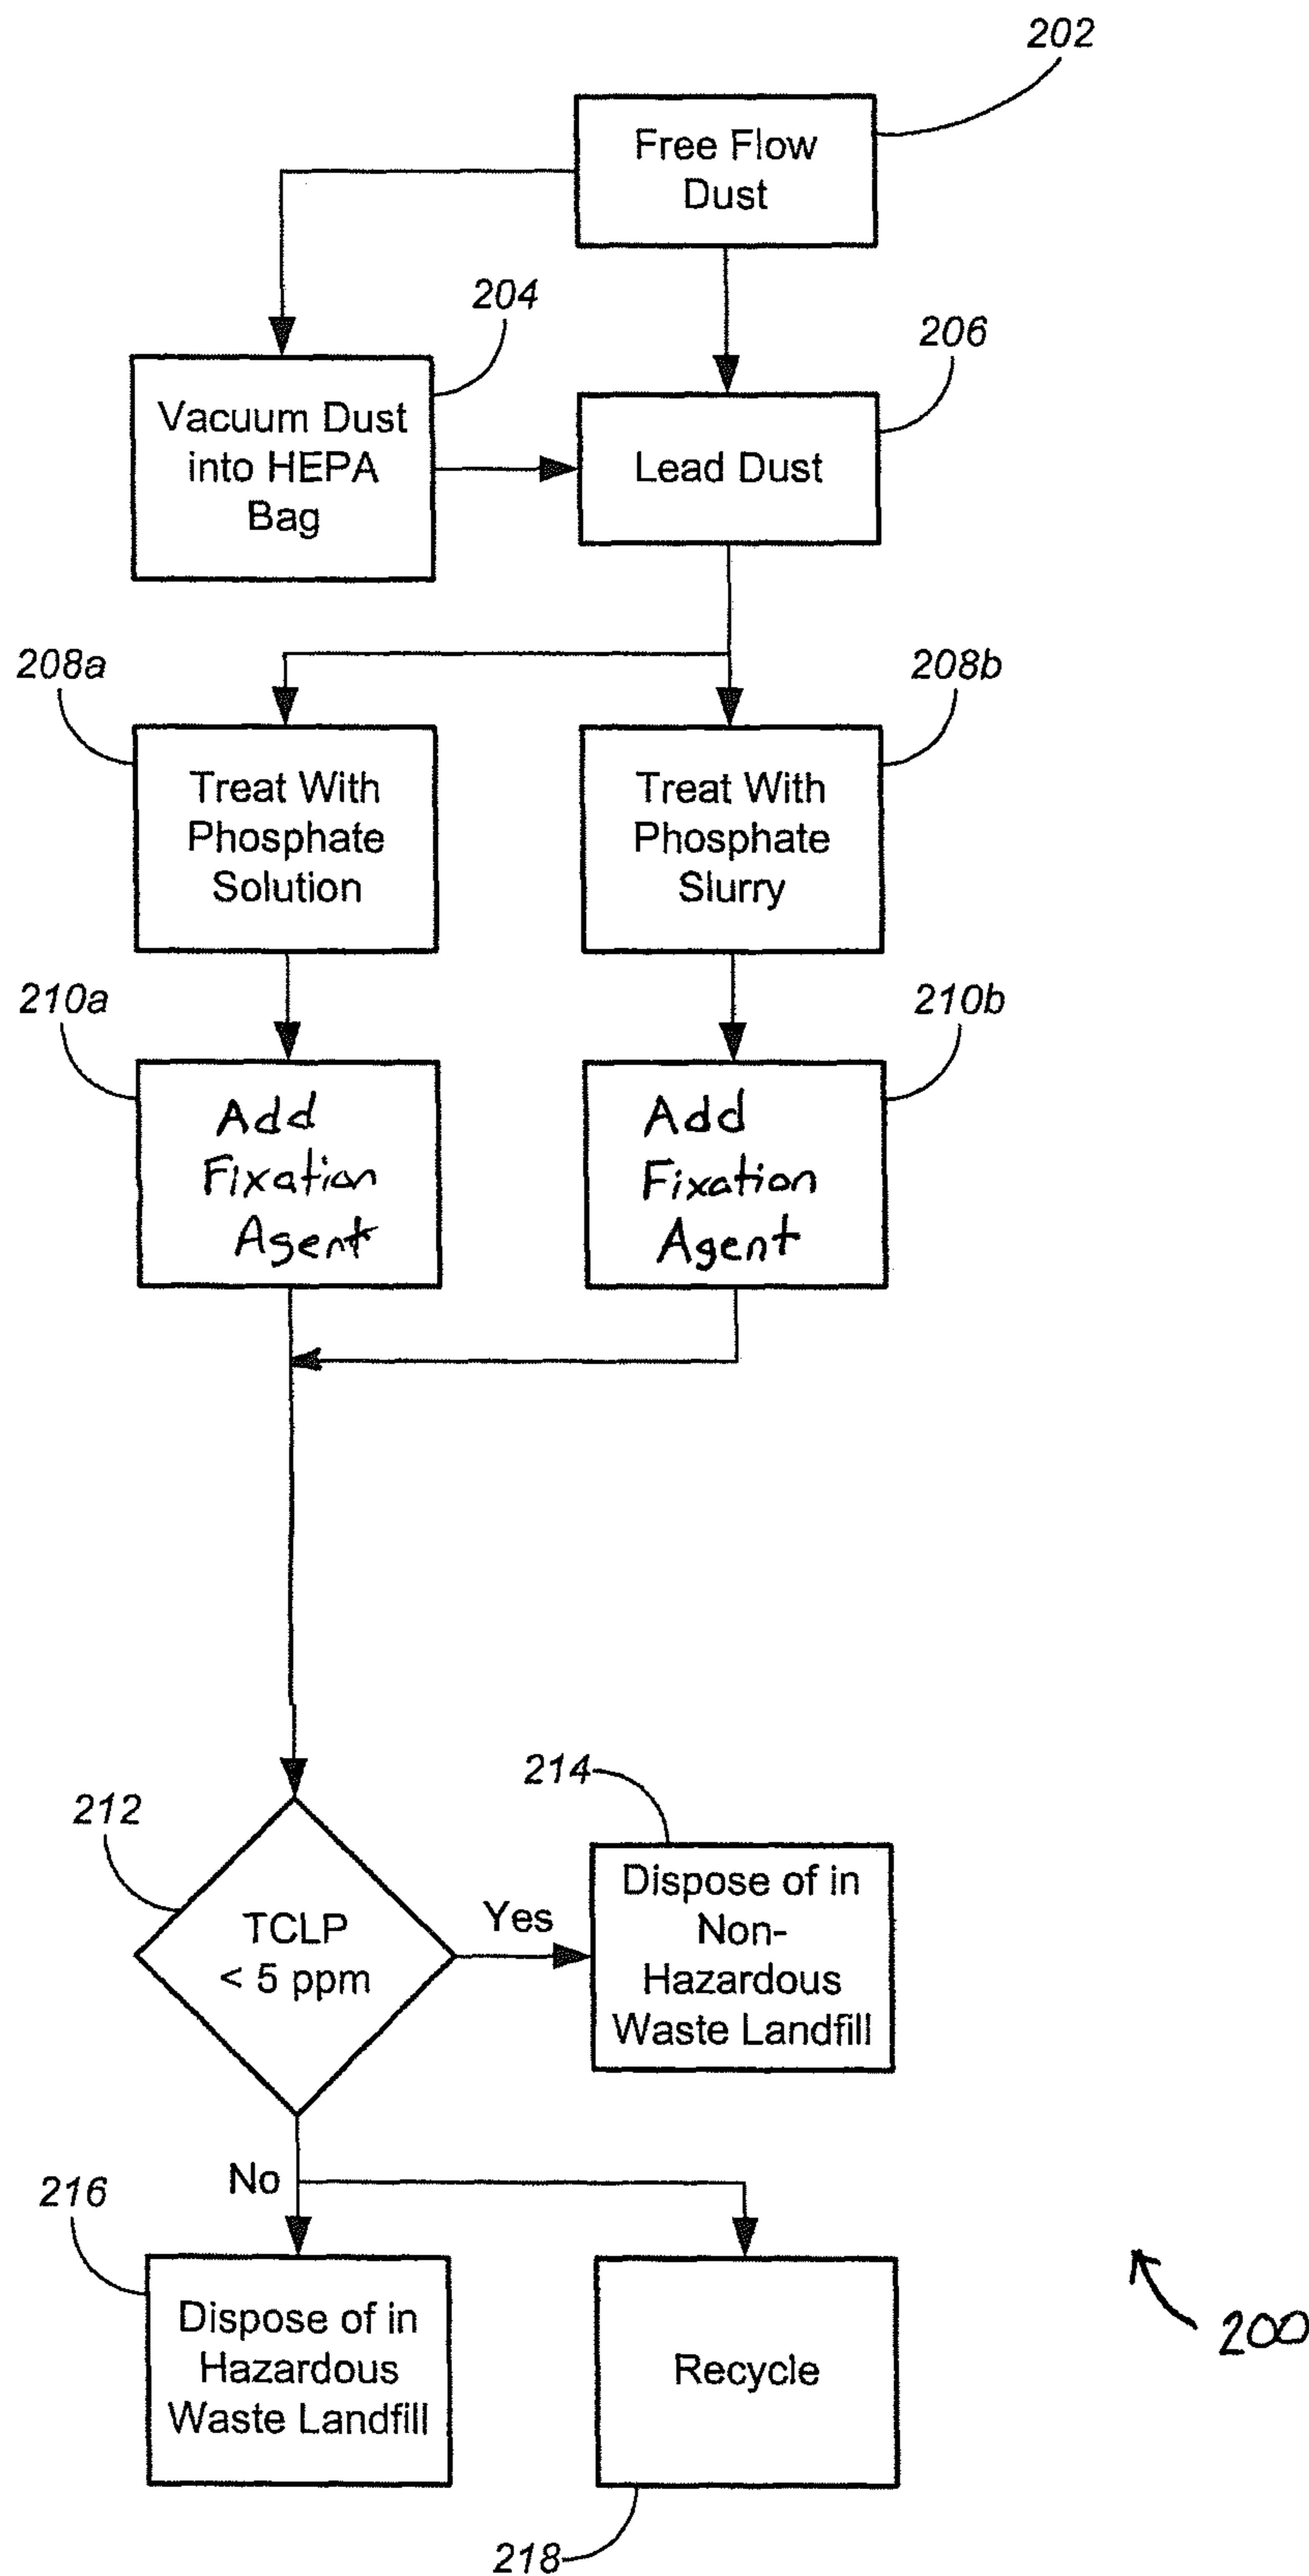 202
Free Flow
Dust
204
206
Vacuum Dust
into HEPA
Bag
Lead Dust
208a
208b
Treat With
Phosphate
Solution
Treat With
Phosphate
Slurry
210a
210b
Add
Fixation
Agent
Add
Fixation
Agent
212
214
TCLP
< 5 ppm
Yes
Dispose of in
Non-
Hazardous
Waste Landfill
No
216
Dispose of in
Hazardous
Waste Landfill
Recycle
200
218